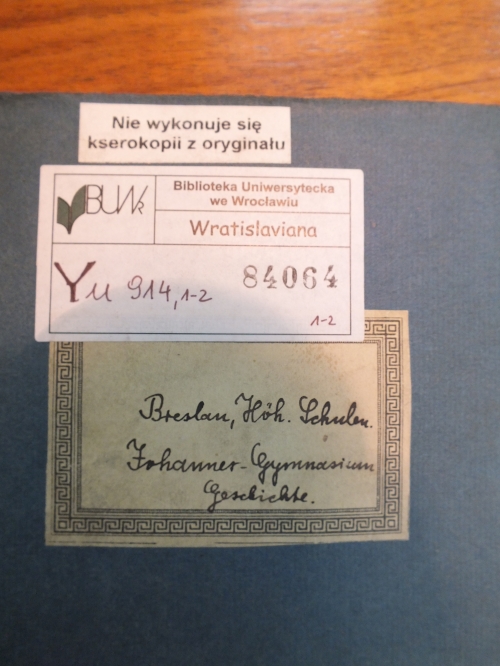 Nie wykonuje się
kserokopii z oryginału
BUWr
Biblioteka Uniwersytecka
we Wrocławiu
Wratislaviana
Yu 914,1-2
84064
1-2
Breslau, Höh. Schulen.
Johannes-Gymnasium
Geschichte.